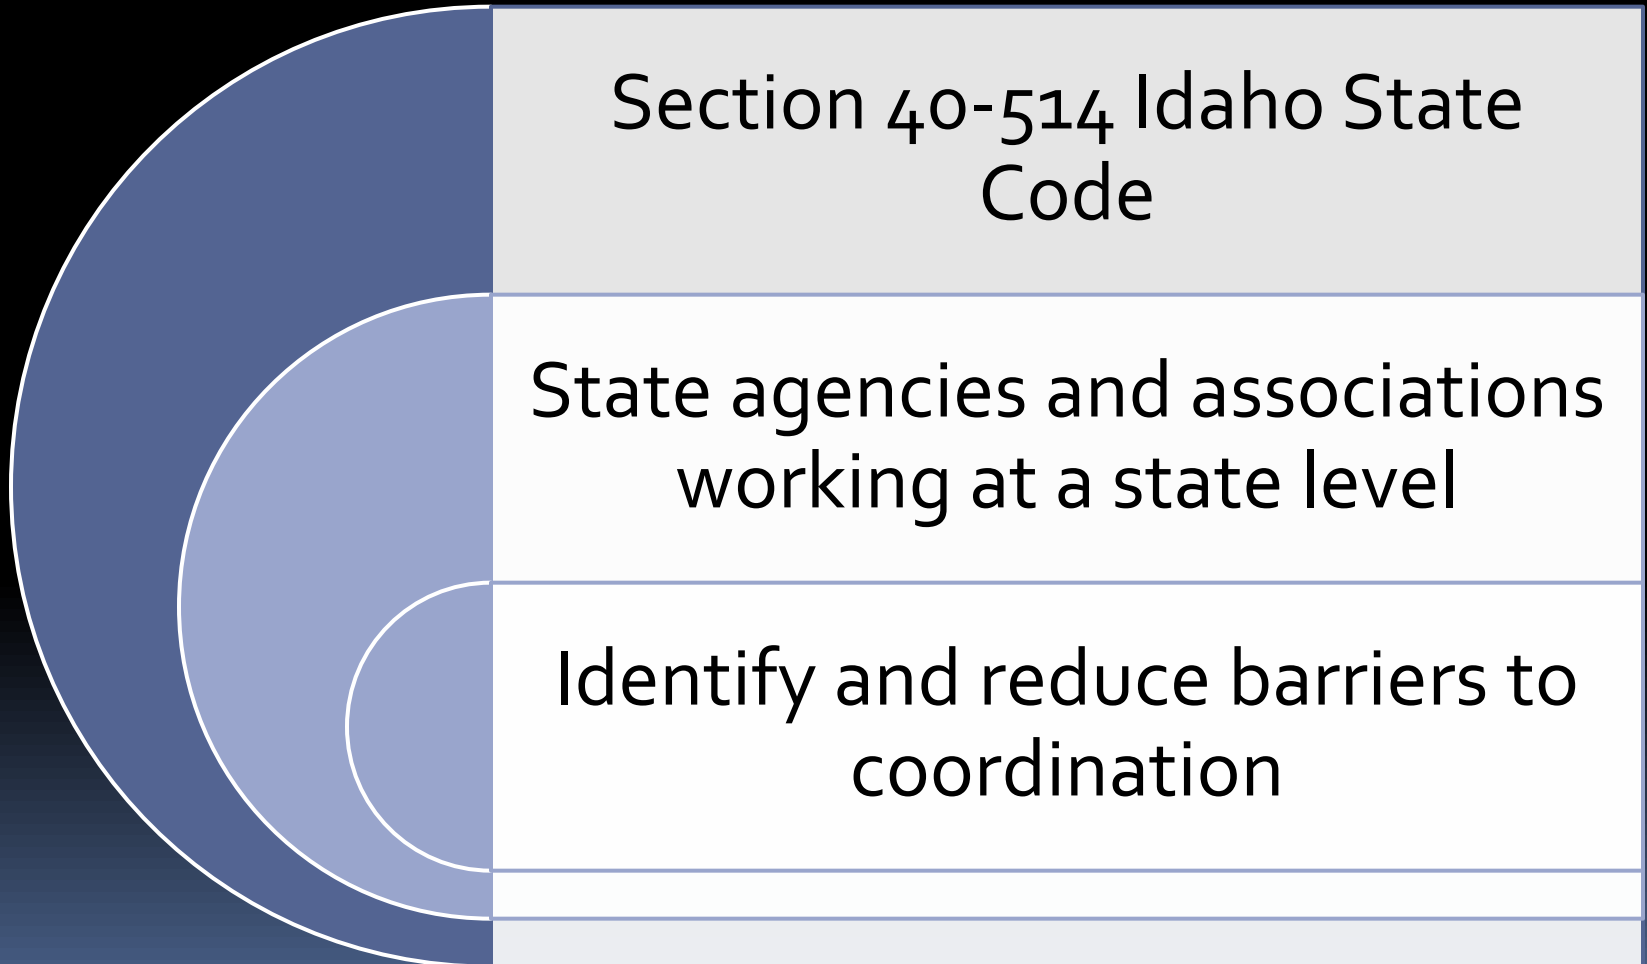 Section 40-514 Idaho State
Code
State agencies and associations
working at a state level
Identify and reduce barriers to
coordination